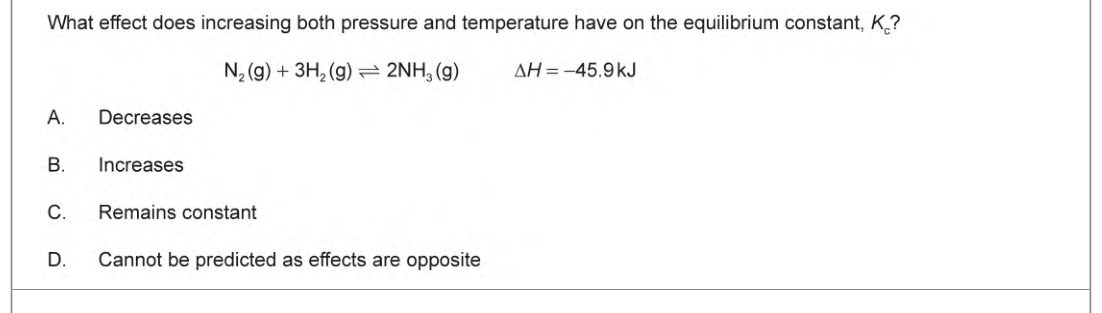 What effect does increasing both pressure and temperature have on the equilibrium constant, K꜀?
N₂(g) + 3H₂(g) ⇌ 2NH₃(g) ΔH = –45.9 kJ
A. Decreases
B. Increases
C. Remains constant
D. Cannot be predicted as effects are opposite